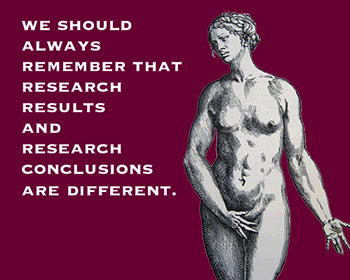 WE SHOULD
ALWAYS
REMEMBER THAT
RESEARCH
RESULTS
AND
RESEARCH
CONCLUSIONS
ARE DIFFERENT.